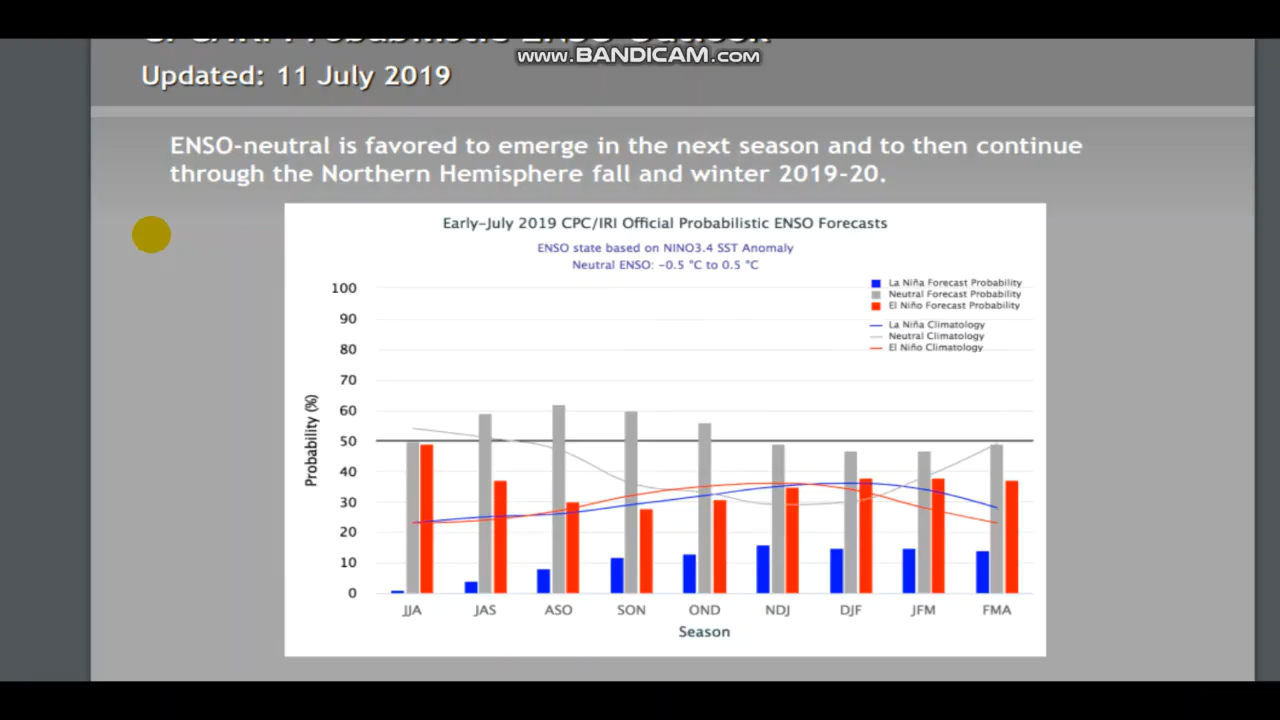 CPC/IRI Probabilistic ENSO Outlook
www.BANDICAM.com
Updated: 11 July 2019
ENSO-neutral is favored to emerge in the next season and to then continue
through the Northern Hemisphere fall and winter 2019-20.
Early-July 2019 CPC/IRI Official Probabilistic ENSO Forecasts
ENSO state based on NINO3.4 SST Anomaly
Neutral ENSO: -0.5 °C to 0.5 °C
La Niña Forecast Probability
Neutral Forecast Probability
El Niño Forecast Probability
La Niña Climatology
Neutral Climatology
El Niño Climatology
Probability (%)
100
90
80
70
60
50
40
30
20
10
0
JJA JAS ASO SON OND NDJ DJF JFM FMA
Season